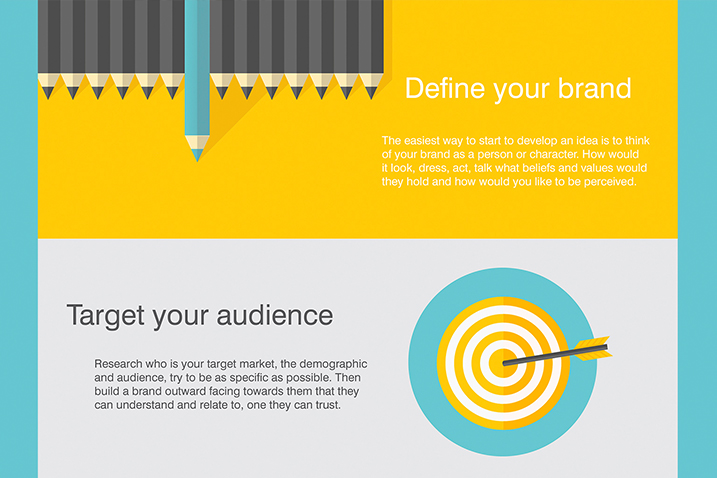 Define your brand
The easiest way to start to develop an idea is to think
of your brand as a person or character. How would
it look, dress, act, talk what beliefs and values would
they hold and how would you like to be perceived.
Target your audience
Research who is your target market, the demographic
and audience, try to be as specific as possible. Then
build a brand outward facing towards them that they
can understand and relate to, one they can trust.